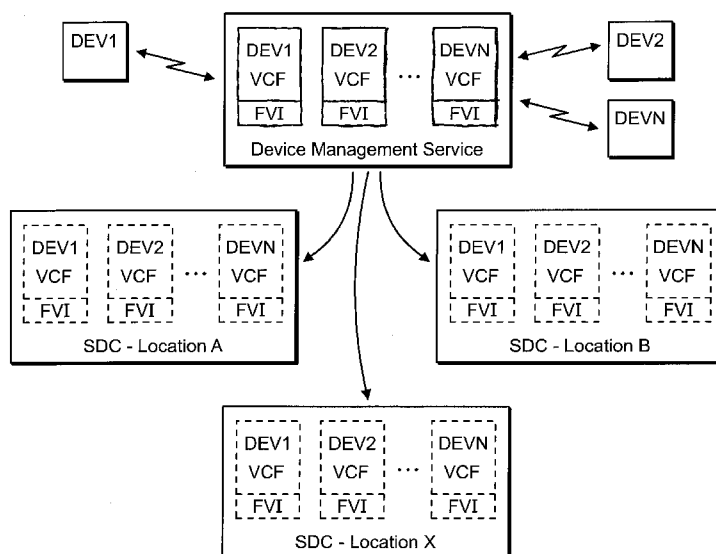 DEV1
DEV1 DEV2 DEVN
VCF VCF ... VCF
FVI FVI FVI
Device Management Service
DEV2
DEVN
DEV1 DEV2 DEVN
VCF VCF ... VCF
FVI FVI FVI
SDC - Location A
DEV1 DEV2 DEVN
VCF VCF ... VCF
FVI FVI FVI
SDC - Location B
DEV1 DEV2 DEVN
VCF VCF ... VCF
FVI FVI FVI
SDC - Location X